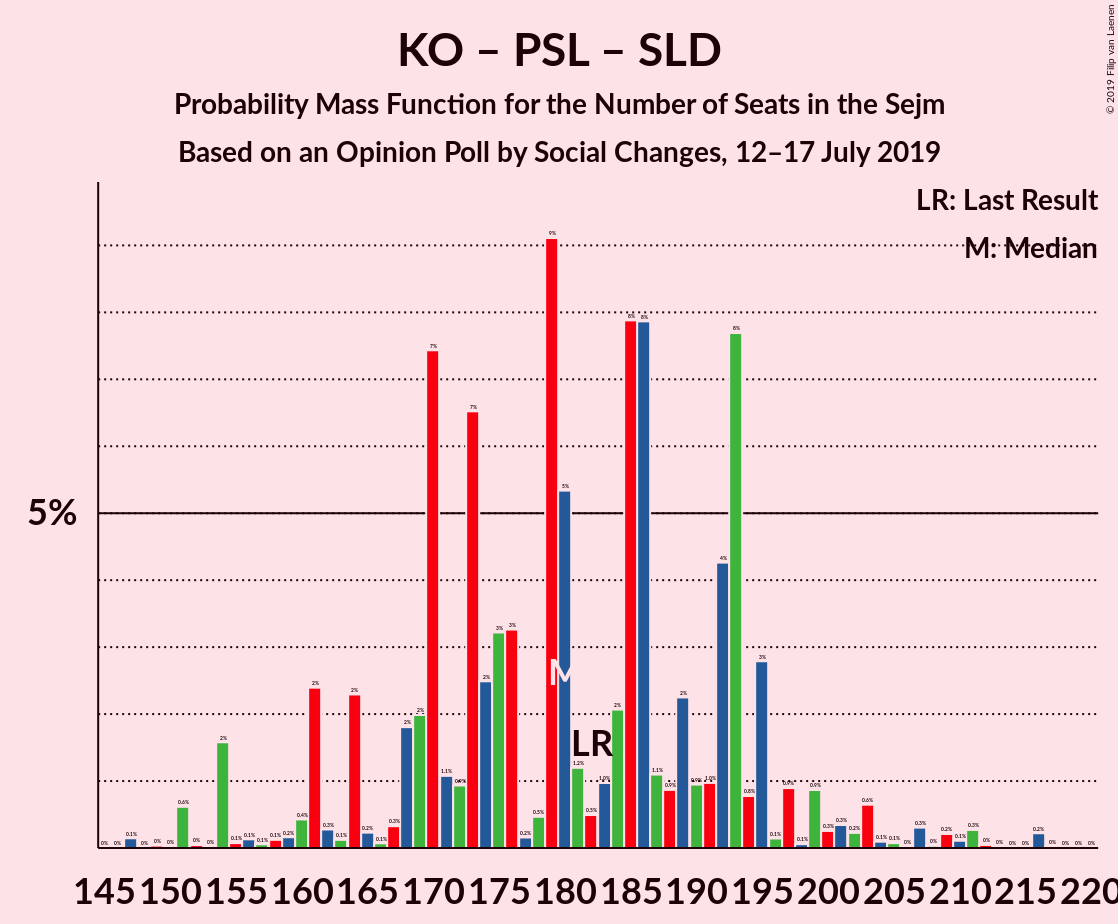 KO – PSL – SLD
Probability Mass Function for the Number of Seats in the Sejm
Based on an Opinion Poll by Social Changes, 12–17 July 2019
© 2019 Filip van Laenen
LR: Last Result
M: Median
5%
M
LR
145 150 155 160 165 170 175 180 185 190 195 200 205 210 215 220